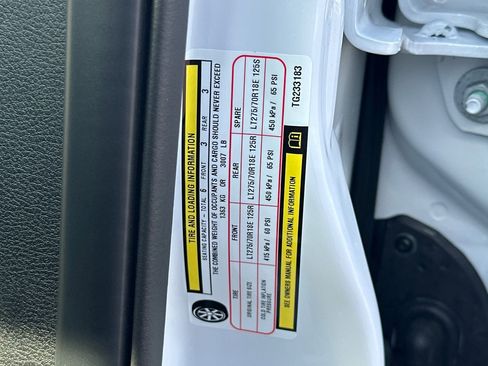 TIRE AND LOADING INFORMATION
SEATING CAPACITY - TOTAL 6 FRONT 3 REAR 3
THE COMBINED WEIGHT OF OCCUPANTS AND CARGO SHOULD NEVER EXCEED
1363 KG OR 3007 LB
TIRE FRONT REAR SPARE
ORIGINAL TIRE SIZE LT275/70R18E 125R LT275/70R18E 125R LT275/70R18E 125S
COLD TIRE INFLATION PRESSURE 415 kPa / 60 PSI 450 kPa / 65 PSI 450 kPa / 65 PSI
SEE OWNERS MANUAL FOR ADDITIONAL INFORMATION
TG233183